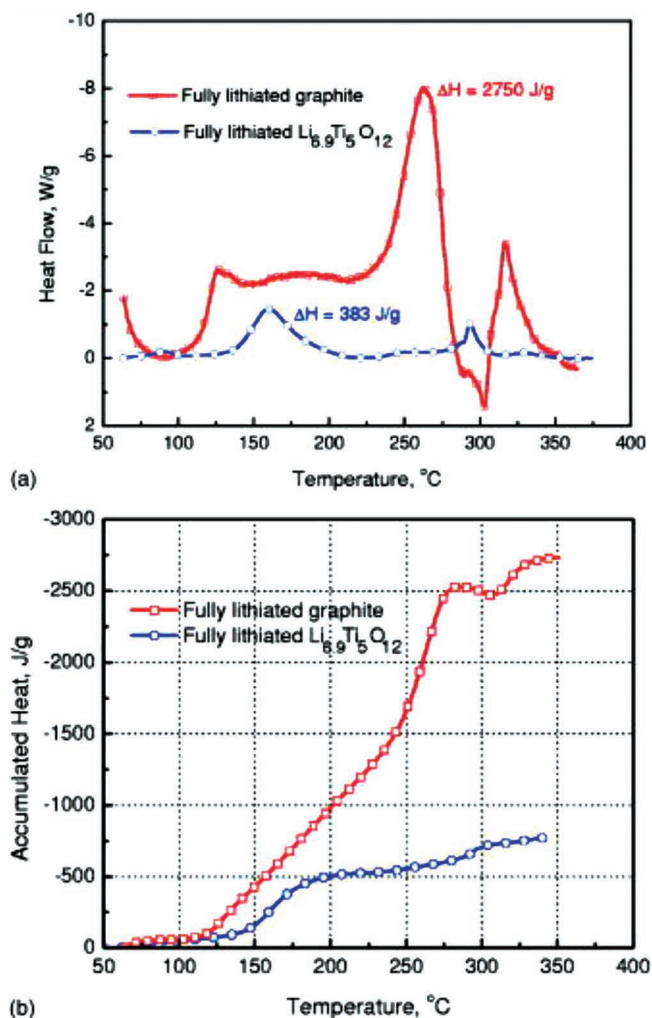 -10
-8
-6
-4
-2
0
2
Heat Flow, W/g
Fully lithiated graphite
Fully lithiated Li6.9Ti5O12
ΔH = 2750 J/g
ΔH = 383 J/g
50 100 150 200 250 300 350 400
Temperature, °C
(a)
-3000
-2500
-2000
-1500
-1000
-500
0
Accumulated Heat, J/g
Fully lithiated graphite
Fully lithiated Li6.9Ti5O12
50 100 150 200 250 300 350 400
Temperature, °C
(b)